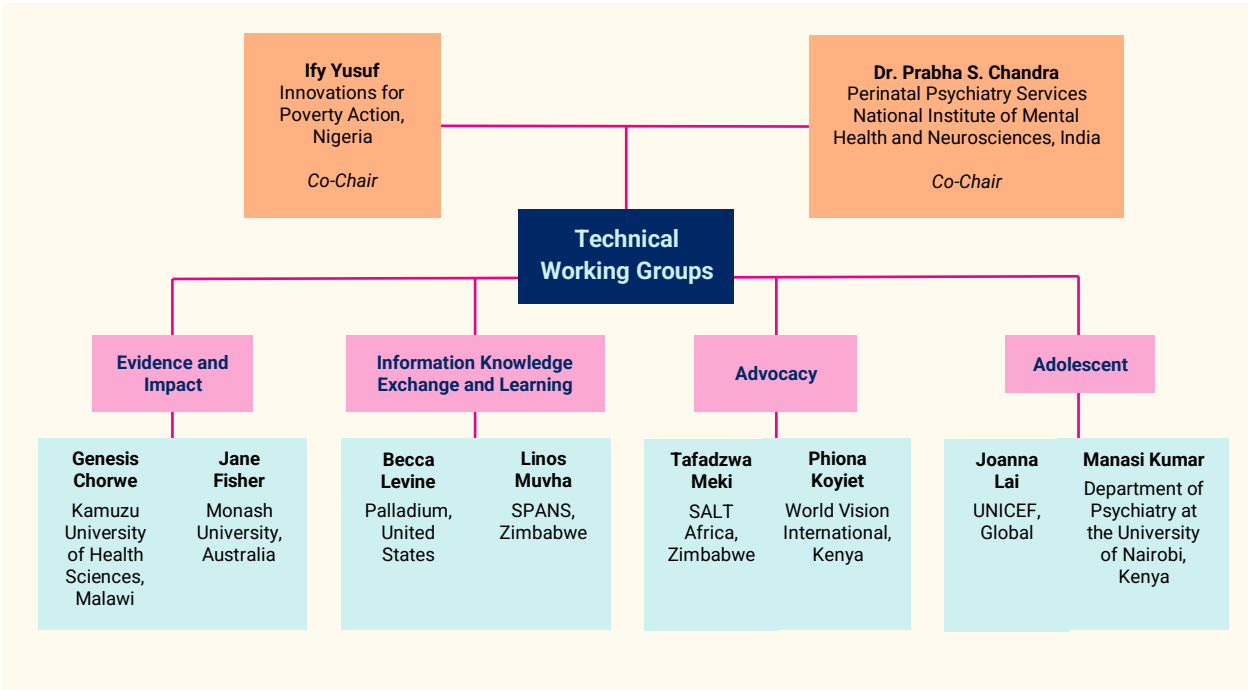 Ify Yusuf
Innovations for
Poverty Action,
Nigeria
Co-Chair
Dr. Prabha S. Chandra
Perinatal Psychiatry Services
National Institute of Mental
Health and Neurosciences, India
Co-Chair
Technical
Working Groups
Evidence and
Impact
Information Knowledge
Exchange and Learning
Advocacy
Adolescent
Genesis
Chorwe
Kamuzu
University
of Health
Sciences,
Malawi
Jane
Fisher
Monash
University,
Australia
Becca
Levine
Palladium,
United
States
Linos
Muvha
SPANS,
Zimbabwe
Tafadzwa
Meki
SALT
Africa,
Zimbabwe
Phiona
Koyiet
World Vision
International,
Kenya
Joanna
Lai
UNICEF,
Global
Manasi Kumar
Department of
Psychiatry at
the University
of Nairobi,
Kenya